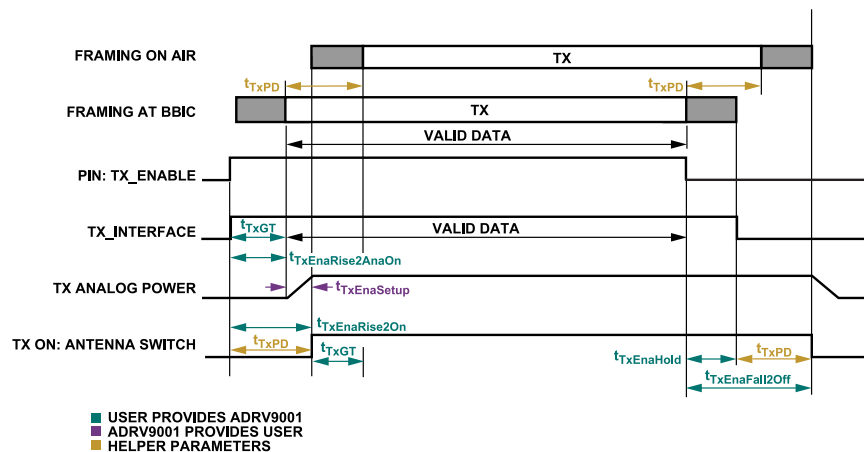 FRAMING ON AIR
TX
tTxPD
tTxPD
FRAMING AT BBIC
TX
VALID DATA
PIN: TX_ENABLE
tTxGT
TX_INTERFACE
VALID DATA
tTxEnaRise2AnaOn
TX ANALOG POWER
tTxEnaSetup
tTxEnaRise2On
TX ON: ANTENNA SWITCH
tTxPD
tTxGT
tTxEnaHold
tTxPD
tTxEnaFall2Off
USER PROVIDES ADRV9001
ADRV9001 PROVIDES USER
HELPER PARAMETERS